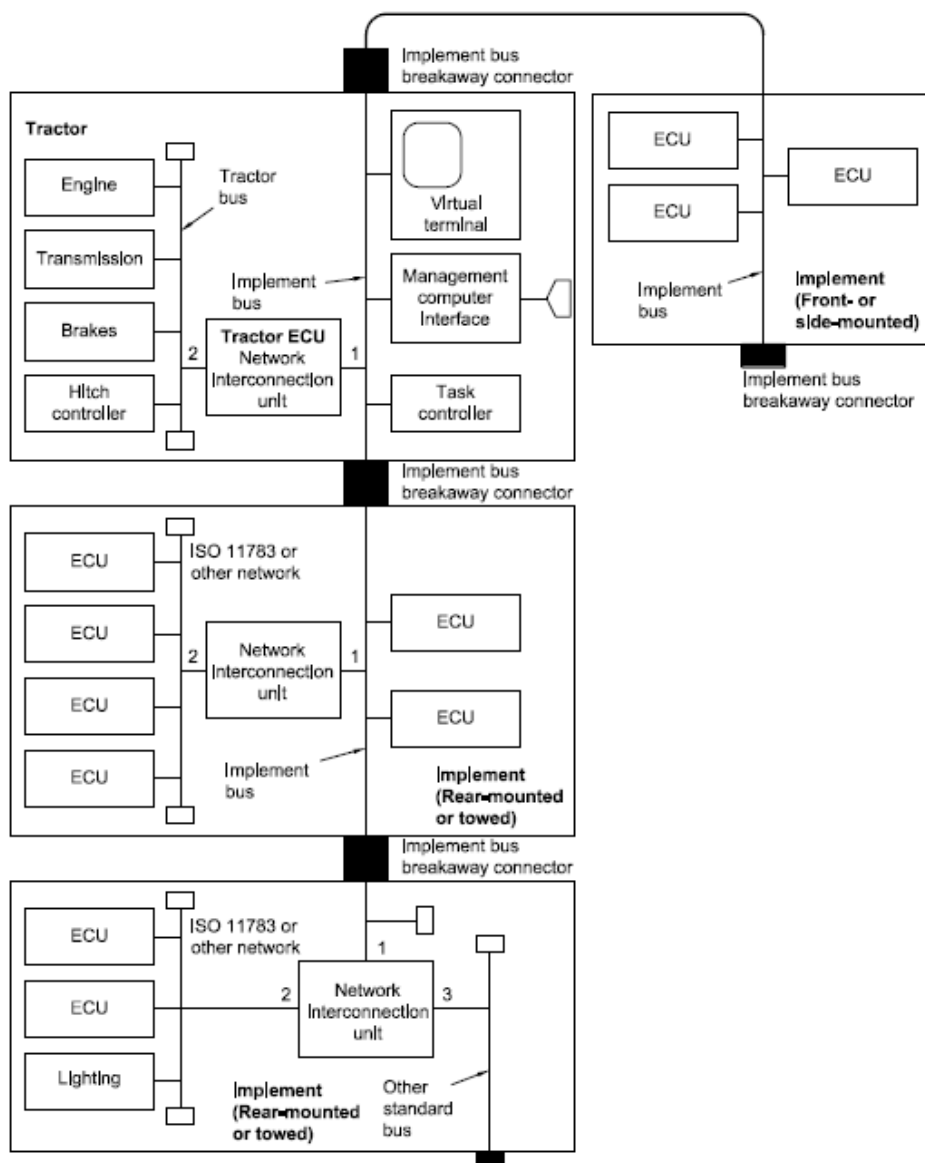 Implement bus
breakaway connector
Tractor
Engine
Transmission
Brakes
Hitch
controller
Tractor
bus
Implement
bus
2
Tractor ECU
Network
Interconnection
unit
1
Virtual
terminal
Management
computer
Interface
Task
controller
ECU
ECU
ECU
Implement
bus
Implement
(Front- or
side-mounted)
Implement bus
breakaway connector
Implement bus
breakaway connector
ECU
ECU
ECU
ECU
ISO 11783 or
other network
2
Network
Interconnection
unit
1
ECU
ECU
Implement
bus
Implement
(Rear-mounted
or towed)
Implement bus
breakaway connector
ECU
ECU
Lighting
ISO 11783 or
other network
1
2
Network
Interconnection
unit
3
Implement
(Rear-mounted
or towed)
Other
standard
bus